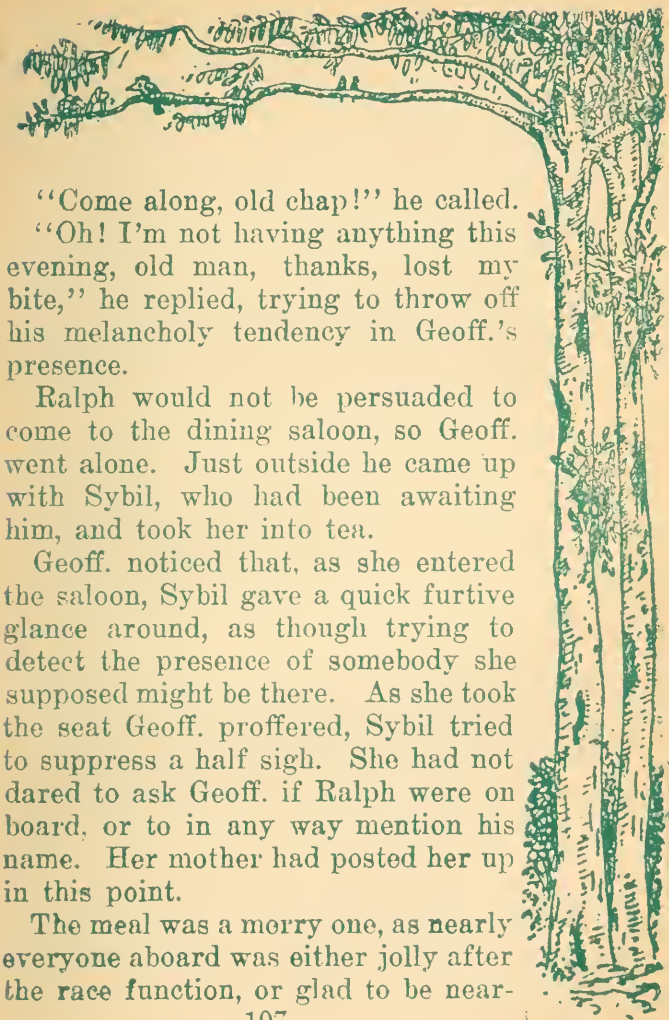 “Come along, old chap!” he called.
“Oh! I'm not having anything this
evening, old man, thanks, lost my
bite,” he replied, trying to throw off
his melancholy tendency in Geoff.'s
presence.
Ralph would not be persuaded to
come to the dining saloon, so Geoff.
went alone. Just outside he came up
with Sybil, who had been awaiting
him, and took her into tea.
Geoff. noticed that, as she entered
the saloon, Sybil gave a quick furtive
glance around, as though trying to
detect the presence of somebody she
supposed might be there. As she took
the seat Geoff. proffered, Sybil tried
to suppress a half sigh. She had not
dared to ask Geoff. if Ralph were on
board, or to in any way mention his
name. Her mother had posted her up
in this point.
The meal was a merry one, as nearly
everyone aboard was either jolly after
the race function, or glad to be near-